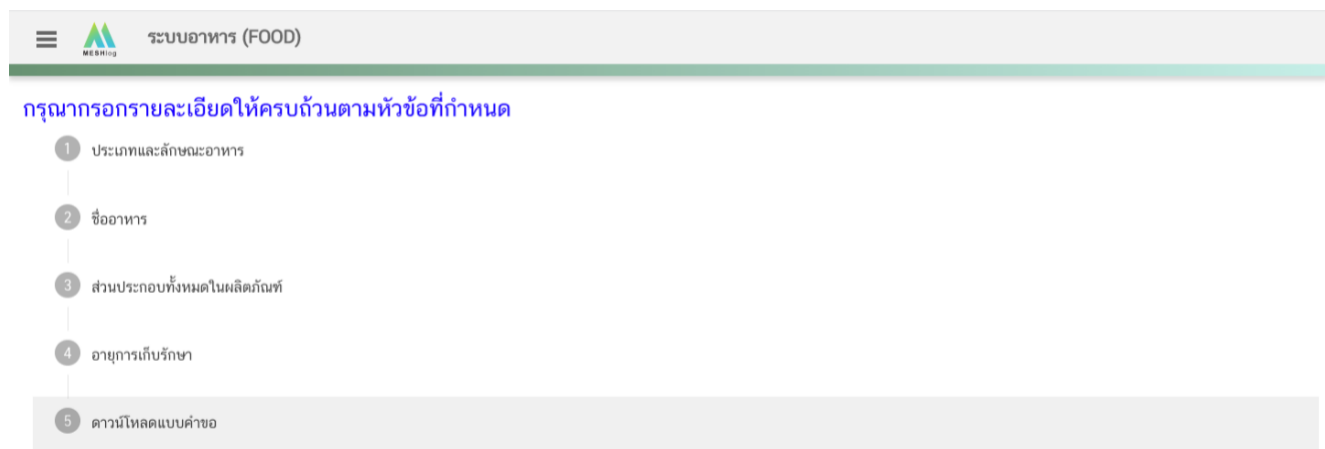 MESHlog
ระบบอาหาร (FOOD)
กรุณากรอกรายละเอียดให้ครบถ้วนตามหัวข้อที่กำหนด
1 ประเภทและลักษณะอาหาร
2 ชื่ออาหาร
3 ส่วนประกอบทั้งหมดในผลิตภัณฑ์
4 อายุการเก็บรักษา
5 ดาวน์โหลดแบบคำขอ